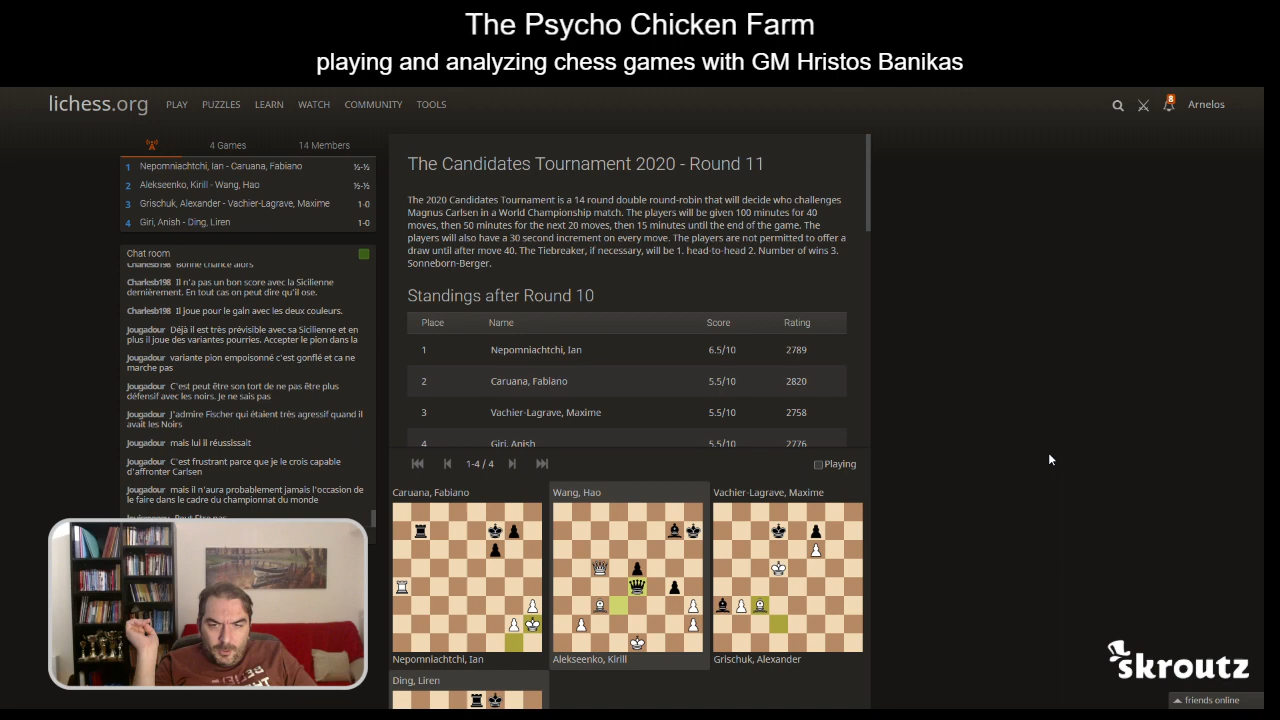 The Psycho Chicken Farm
playing and analyzing chess games with GM Hristos Banikas
lichess.org PLAY PUZZLES LEARN WATCH COMMUNITY TOOLS
8
Arnelos
4 Games 14 Members
1 Nepomniachtchi, Ian - Caruana, Fabiano ½-½
2 Alekseenko, Kirill - Wang, Hao ½-½
3 Grischuk, Alexander - Vachier-Lagrave, Maxime 1-0
4 Giri, Anish - Ding, Liren 1-0
Chat room
Charlesb198 Bonne chance alors
Charlesb198 Il n'a pas un bon score avec la Sicilienne
dernièrement. En tout cas on peut dire qu'il ose.
Charlesb198 Il joue pour le gain avec les deux couleurs.
Jougadour Déjà il est très prévisible avec sa Sicilienne et en
plus il joue des variantes pourries. Accepter le pion dans la
Jougadour variante pion empoisonné c'est gonflé et ca ne
marche pas
Jougadour C'est peut être son tort de ne pas être plus
défensif avec les noirs. Je ne sais pas
Jougadour J'admire Fischer qui étaient très agressif quand il
avait les Noirs
Jougadour mais lui il réussissait
Jougadour C'est frustrant parce que je le crois capable
d'affronter Carlsen
Jougadour mais il n'aura probablement jamais l'occasion de
le faire dans le cadre du championnat du monde
The Candidates Tournament 2020 - Round 11
The 2020 Candidates Tournament is a 14 round double round-robin that will decide who challenges
Magnus Carlsen in a World Championship match. The players will be given 100 minutes for 40
moves, then 50 minutes for the next 20 moves, then 15 minutes until the end of the game. The
players will also have a 30 second increment on every move. The players are not permitted to offer a
draw until after move 40. The Tiebreaker, if necessary, will be 1. head-to-head 2. Number of wins 3.
Sonneborn-Berger.
Standings after Round 10
Place Name Score Rating
1 Nepomniachtchi, Ian 6.5/10 2789
2 Caruana, Fabiano 5.5/10 2820
3 Vachier-Lagrave, Maxime 5.5/10 2758
4 Giri, Anish 5.5/10 2776
1-4 / 4
Playing
Caruana, Fabiano Wang, Hao Vachier-Lagrave, Maxime
Nepomniachtchi, Ian Alekseenko, Kirill Grischuk, Alexander
Ding, Liren
skroutz
friends online